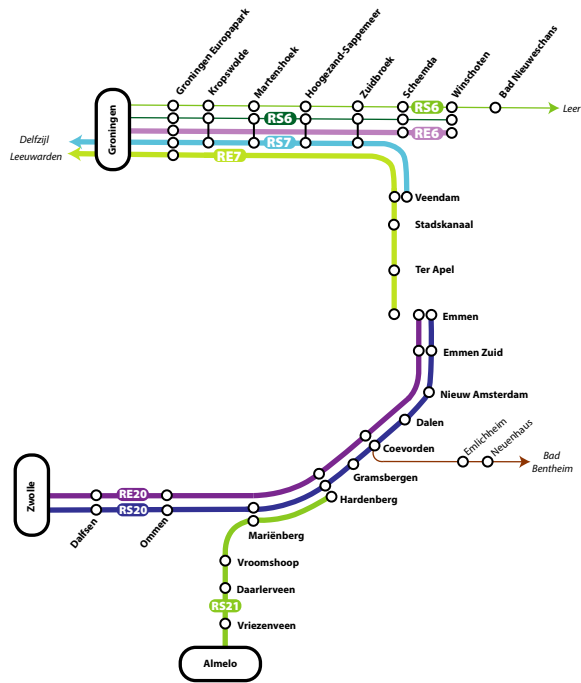 Groningen Europapark
Kropswolde
Martenshoek
Hoogezand-Sappemeer
Zuidbroek
Scheemda
Winschoten
Bad Nieuweschans
Groningen
RS6
Leer
RS6
RE6
Delfzijl
RS7
Leeuwarden
RE7
Veendam
Stadskanaal
Ter Apel
Emmen
Emmen Zuid
Nieuw Amsterdam
Dalen
Coevorden
Emlichheim
Neuenhaus
Bad
Bentheim
Gramsbergen
Hardenberg
Zwolle
RE20
RS20
Dalfsen
Ommen
Mariënberg
Vroomshoop
Daarlerveen
RS21
Vriezenveen
Almelo